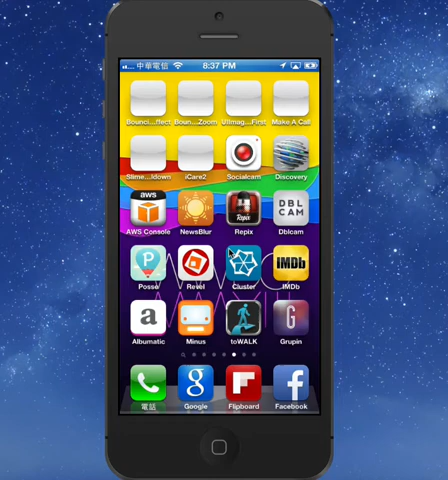 中華電信 8:37 PM
Bounci...ffect Boun...Zoom UIImag...First Make A Call
Slime...ldown iCare2 Socialcam Discovery
aws
DBL
CAM
AWS Console NewsBlur Repix Dblcam
P IMDb
Posse Revel Cluster IMDb
a G
Albumatic Minus toWALK Grupin
g f
電話 Google Flipboard Facebook